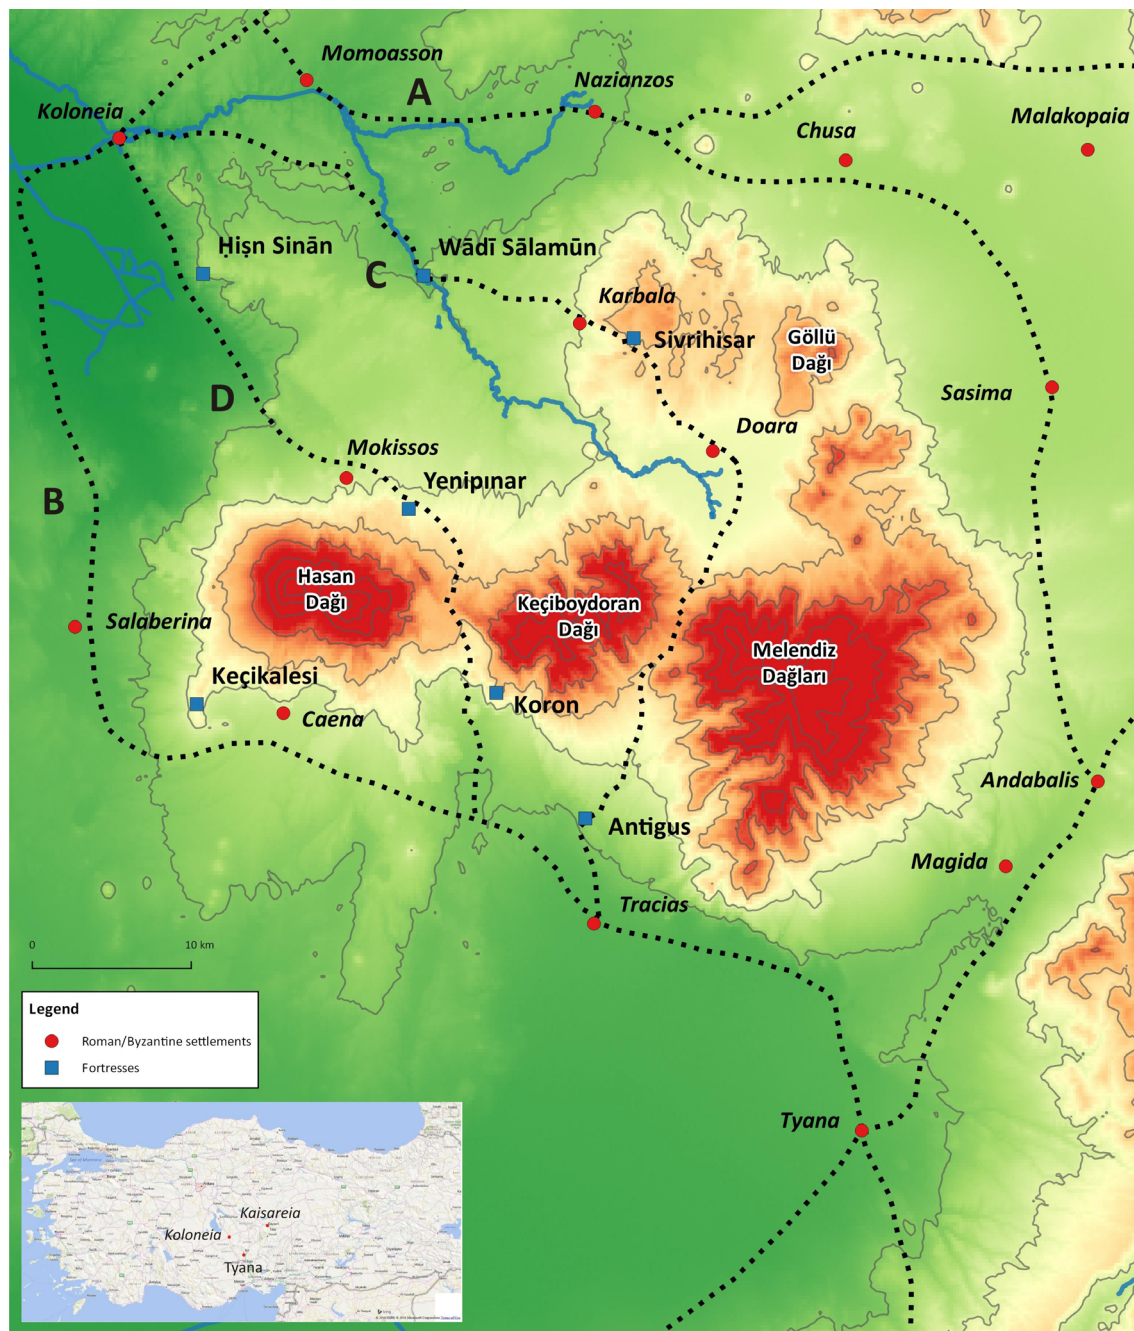 Momoasson
A
Nazianzos
Koloneia
Chusa
Malakopaia
Ḥiṣn Sinān
Wādī Sālamūn
C
Karbala
Sivrihisar
Göllü
Dağı
D
Sasima
Doara
Mokissos
Yenipınar
B
Hasan
Dağı
Keçiboydoran
Dağı
Salaberina
Melendiz
Dağları
Keçikalesi
Koron
Caena
Andabalis
Antigus
Magida
Tracias
0 10 km
Legend
Roman/Byzantine settlements
Fortresses
Tyana
Kaisareia
Koloneia
Tyana